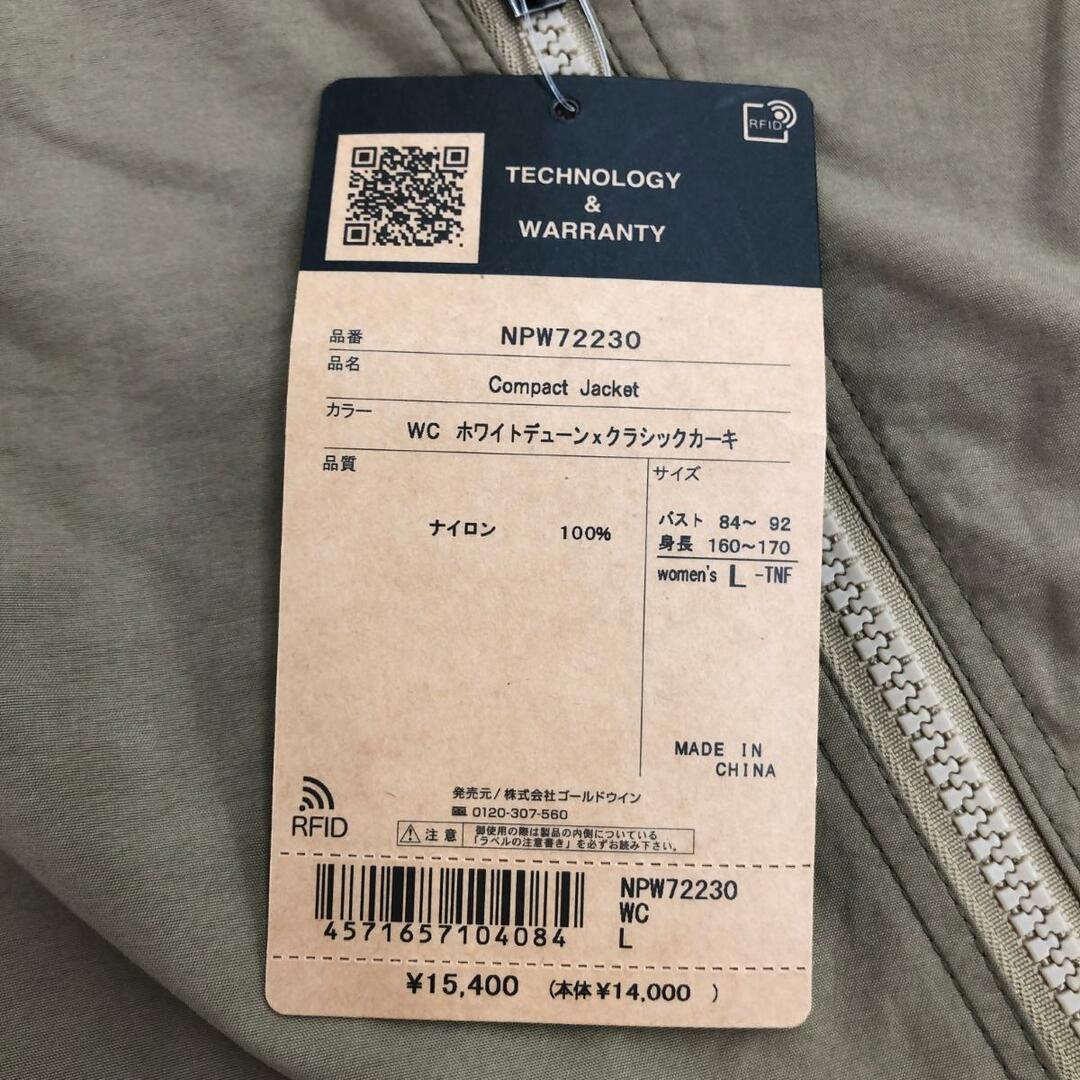 RFID
TECHNOLOGY
&
WARRANTY
品番 NPW72230
品名
Compact Jacket
カラー
WC ホワイトデューンxクラシックカーキ
品質
ナイロン 100%
サイズ
バスト 84〜 92
身長 160〜170
women's L -TNF
MADE IN
CHINA
発売元/株式会社ゴールドウイン
0120-307-560
RFID
注意
御使用の際は製品の内側についている
「ラベルの注意書き」を必ずお読み下さい。
4571657104084
NPW72230
WC
L
¥15,400 (本体¥14,000 )